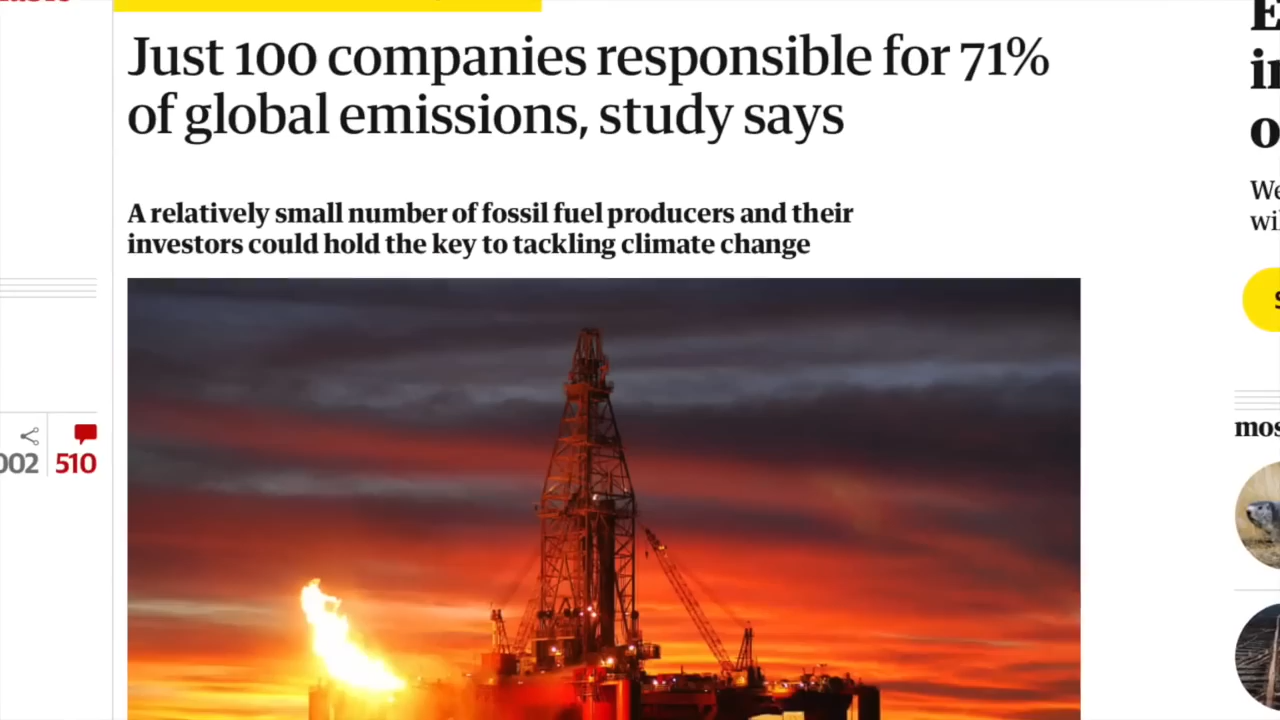 Just 100 companies responsible for 71%
of global emissions, study says
A relatively small number of fossil fuel producers and their
investors could hold the key to tackling climate change
510